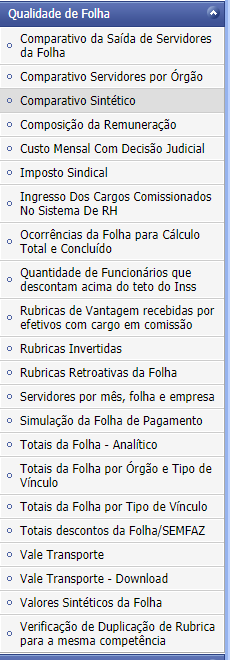 Qualidade de Folha
Comparativo da Saída de Servidores
da Folha
Comparativo Servidores por Órgão
Comparativo Sintético
Composição da Remuneração
Custo Mensal Com Decisão Judicial
Imposto Sindical
Ingresso Dos Cargos Comissionados
No Sistema De RH
Ocorrências da Folha para Cálculo
Total e Concluído
Quantidade de Funcionários que
descontam acima do teto do Inss
Rubricas de Vantagem recebidas por
efetivos com cargo em comissão
Rubricas Invertidas
Rubricas Retroativas da Folha
Servidores por mês, folha e empresa
Simulação da Folha de Pagamento
Totais da Folha - Analítico
Totais da Folha por Órgão e Tipo de
Vínculo
Totais da Folha por Tipo de Vínculo
Totais descontos da Folha/SEMFAZ
Vale Transporte
Vale Transporte - Download
Valores Sintéticos da Folha
Verificação de Duplicação de Rubrica
para a mesma competência